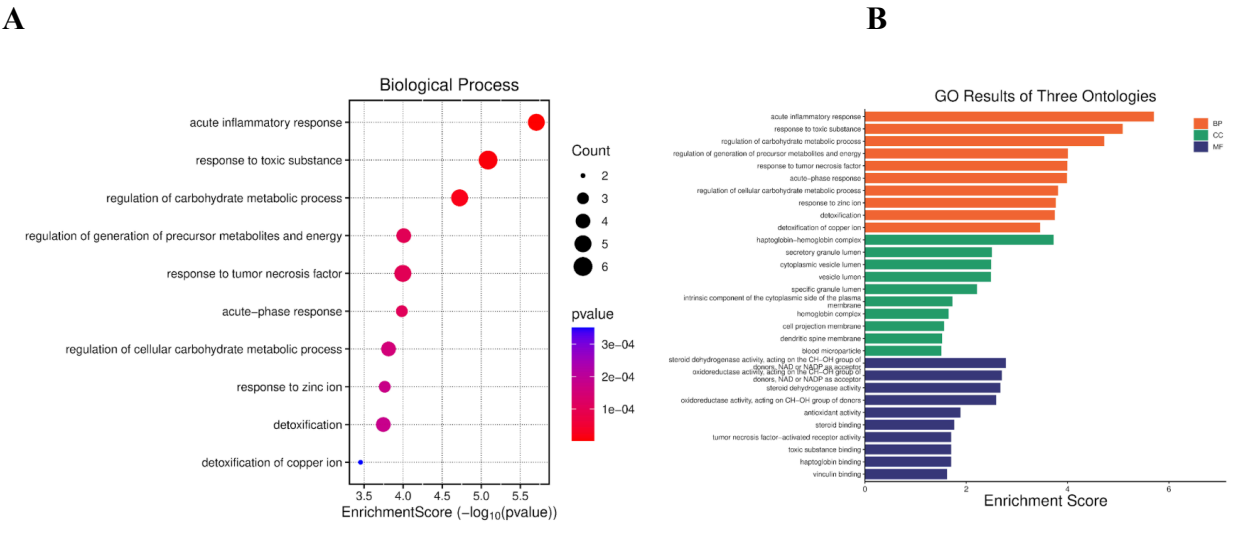 A
B
Biological Process
acute inflammatory response
response to toxic substance
regulation of carbohydrate metabolic process
regulation of generation of precursor metabolites and energy
response to tumor necrosis factor
acute−phase response
regulation of cellular carbohydrate metabolic process
response to zinc ion
detoxification
detoxification of copper ion
3.5 4.0 4.5 5.0 5.5
EnrichmentScore (−log10(pvalue))
Count
2
3
4
5
6
pvalue
3e−04
2e−04
1e−04
GO Results of Three Ontologies
acute inflammatory response
response to toxic substance
regulation of carbohydrate metabolic process
regulation of generation of precursor metabolites and energy
response to tumor necrosis factor
acute−phase response
regulation of cellular carbohydrate metabolic process
response to zinc ion
detoxification
detoxification of copper ion
haptoglobin−hemoglobin complex
secretory granule lumen
cytoplasmic vesicle lumen
vesicle lumen
specific granule lumen
intrinsic component of the cytoplasmic side of the plasma
membrane
hemoglobin complex
cell projection membrane
dendritic spine membrane
blood microparticle
steroid dehydrogenase activity, acting on the CH−OH group of
donors, NAD or NADP as acceptor
oxidoreductase activity, acting on the CH−OH group of
donors, NAD or NADP as acceptor
steroid dehydrogenase activity
oxidoreductase activity, acting on CH−OH group of donors
antioxidant activity
steroid binding
tumor necrosis factor−activated receptor activity
toxic substance binding
haptoglobin binding
vinculin binding
0 2 4 6
Enrichment Score
BP
CC
MF